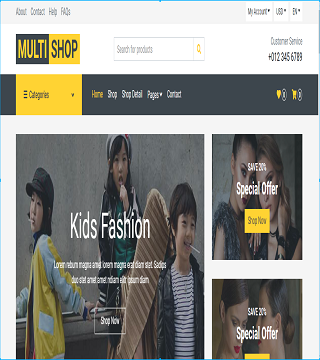 About Contact Help FAQs
My Account USD EN
MULTI SHOP
Search for products
Customer Service
+012 345 6789
Categories
Home Shop Shop Detail Pages Contact
0 0
Kids Fashion
Lorem rebum magna amet lorem magna erat diam stet. Sadips
duo stet amet amet ndiam elitr ipsum diam
Shop Now
SAVE 20%
Special Offer
Shop Now
SAVE 20%
Special Offer
Shop Now